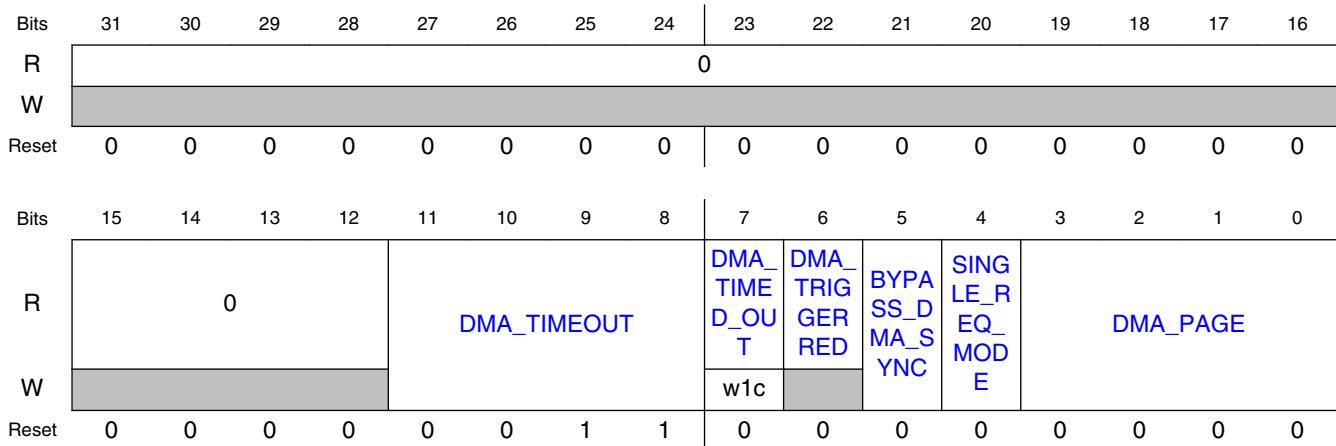 Bits 31 30 29 28 27 26 25 24 23 22 21 20 19 18 17 16
R 0
W
Reset 0 0 0 0 0 0 0 0 0 0 0 0 0 0 0 0
Bits 15 14 13 12 11 10 9 8 7 6 5 4 3 2 1 0
R 0 DMA_TIMEOUT
DMA_
TIME
D_OU
T
DMA_
TRIG
GER
RED
BYPA
SS_D
MA_S
YNC
SING
LE_R
EQ_
MOD
E
DMA_PAGE
W w1c
Reset 0 0 0 0 0 0 1 1 0 0 0 0 0 0 0 0